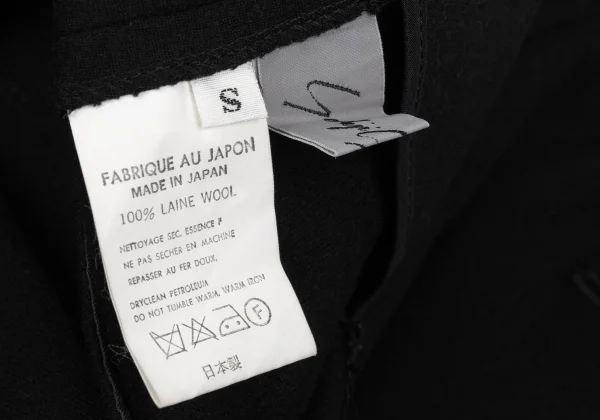 S
FABRIQUE AU JAPON
MADE IN JAPAN
100% LAINE WOOL
NETTOYAGE SEC. ESSENCE F
NE PAS SECHER EN MACHINE
REPASSER AU FER DOUX.
DRYCLEAN PETROLEUM
DO NOT TUMBLE WARM. WARM IRON
F
日本製